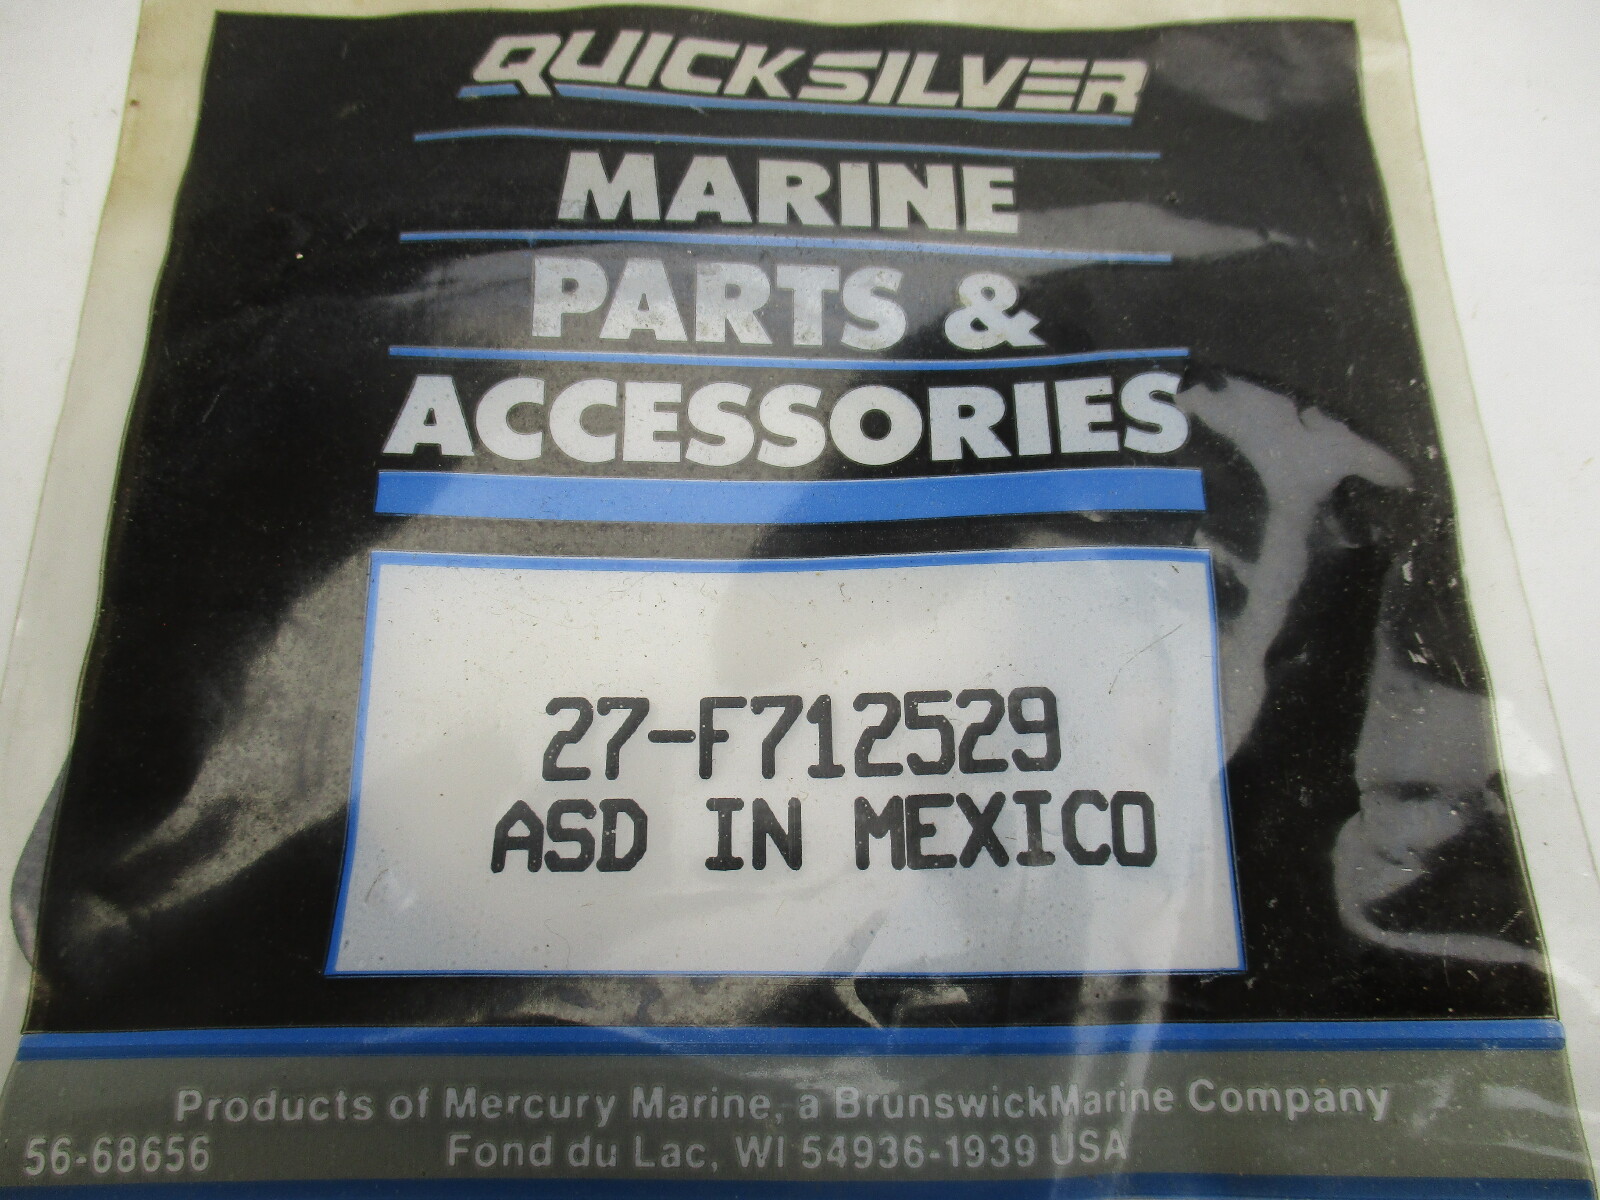 QUICKSILVER
MARINE
PARTS &
ACCESSORIES
27-F712529
ASD IN MEXICO
Products of Mercury Marine, a BrunswickMarine Company
56-68656 Fond du Lac, WI 54936-1939 USA